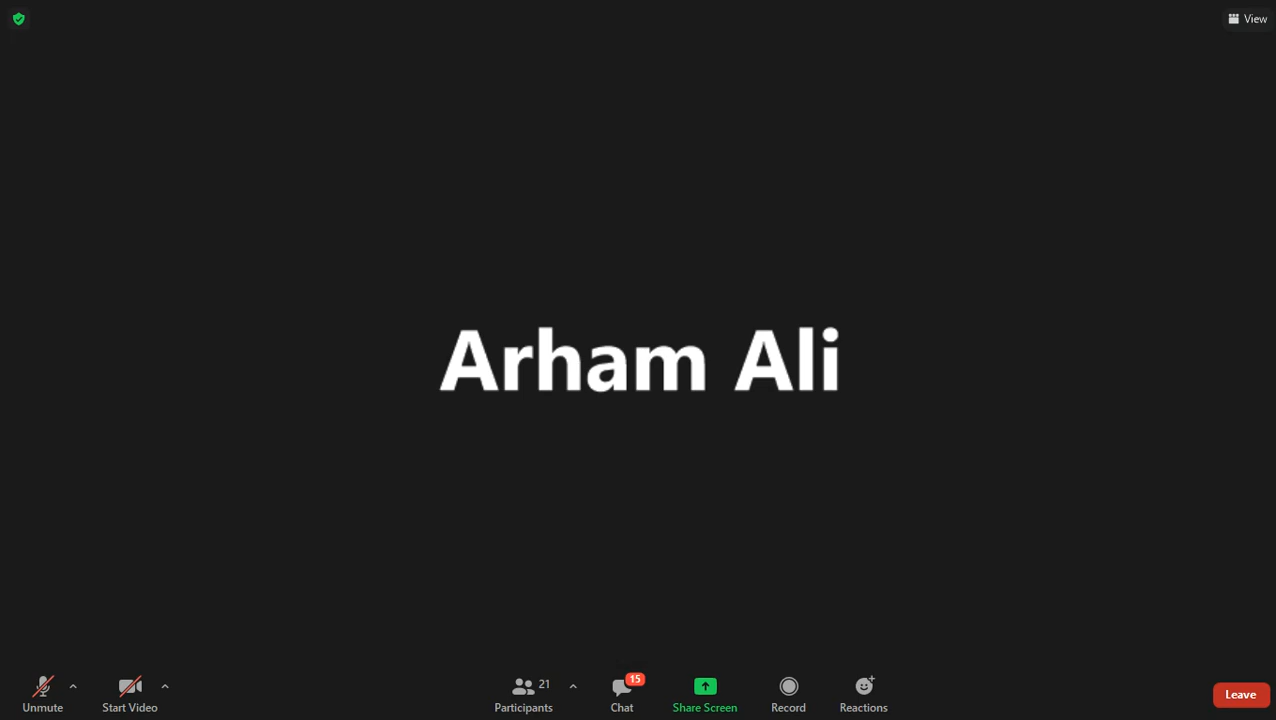 View
Arham Ali
21
15
Unmute
Start Video
Participants
Chat
Share Screen
Record
Reactions
Leave